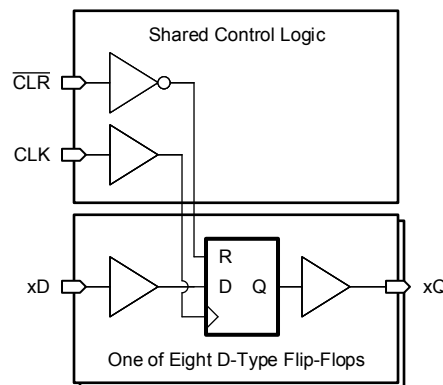 Shared Control Logic
CLR
CLK
R
xD
D
Q
xQ
One of Eight D-Type Flip-Flops